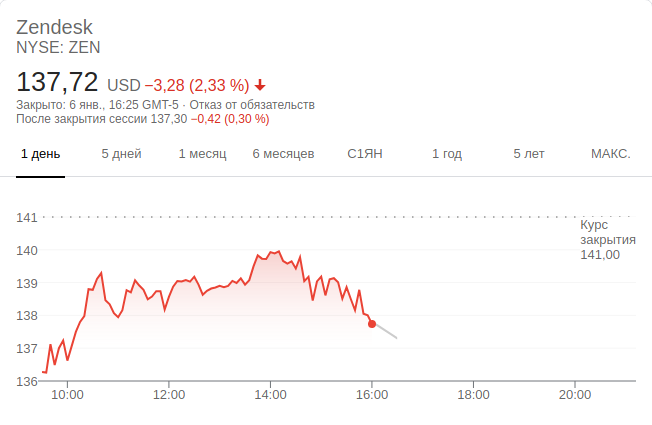 Zendesk
NYSE: ZEN
137,72 USD −3,28 (2,33 %)
Закрыто: 6 янв., 16:25 GMT-5 · Отказ от обязательств
После закрытия сессии 137,30 −0,42 (0,30 %)
1 день 5 дней 1 месяц 6 месяцев С1ЯН 1 год 5 лет МАКС.
141
Курс
закрытия
141,00
140
139
138
137
136
10:00 12:00 14:00 16:00 18:00 20:00